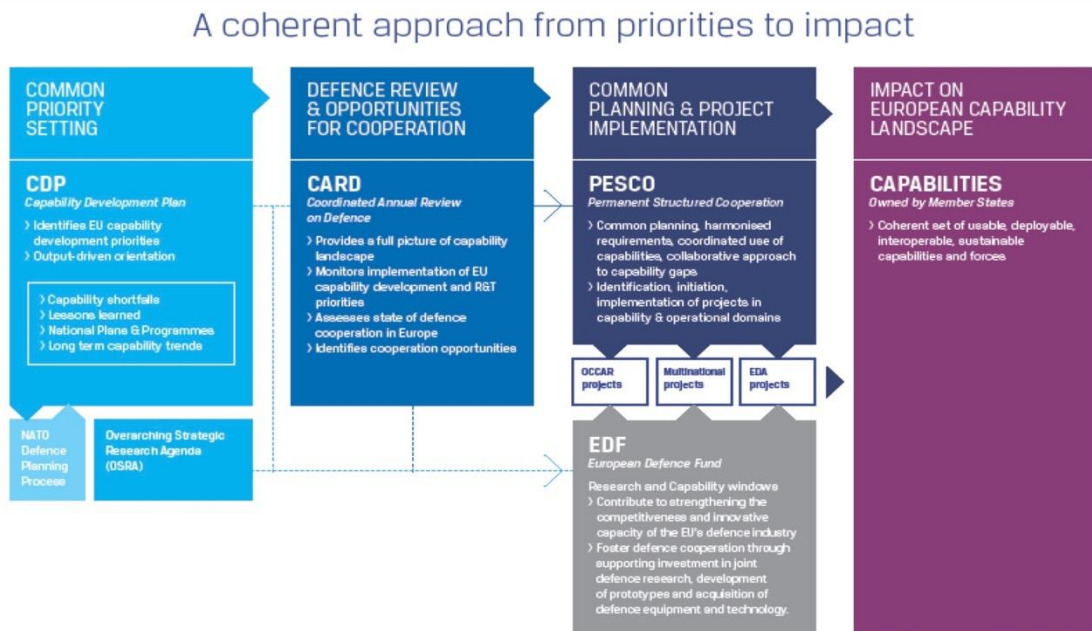 A coherent approach from priorities to impact
COMMON
PRIORITY
SETTING
CDP
Capability Development Plan
› Identifies EU capability
development priorities
› Output-driven orientation
› Capability shortfalls
› Lessons learned
› National Plans & Programmes
› Long term capability trends
NATO
Defence
Planning
Process
Overarching Strategic
Research Agenda
(OSRA)
DEFENCE REVIEW
& OPPORTUNITIES
FOR COOPERATION
CARD
Coordinated Annual Review
on Defence
› Provides a full picture of capability
landscape
› Monitors implementation of EU
capability development and R&T
priorities
› Assesses state of defence
cooperation in Europe
› Identifies cooperation opportunities
COMMON
PLANNING & PROJECT
IMPLEMENTATION
PESCO
Permanent Structured Cooperation
› Common planning, harmonised
requirements, coordinated use of
capabilities, collaborative approach
to capability gaps
› Identification, initiation,
implementation of projects in
capability & operational domains
OCCAR
projects
Multinational
projects
EDA
projects
EDF
European Defence Fund
Research and Capability windows
› Contribute to strengthening the
competitiveness and innovative
capacity of the EU's defence industry
› Foster defence cooperation through
supporting investment in joint
defence research, development
of prototypes and acquisition of
defence equipment and technology.
IMPACT ON
EUROPEAN CAPABILITY
LANDSCAPE
CAPABILITIES
Owned by Member States
› Coherent set of usable, deployable,
interoperable, sustainable
capabilities and forces